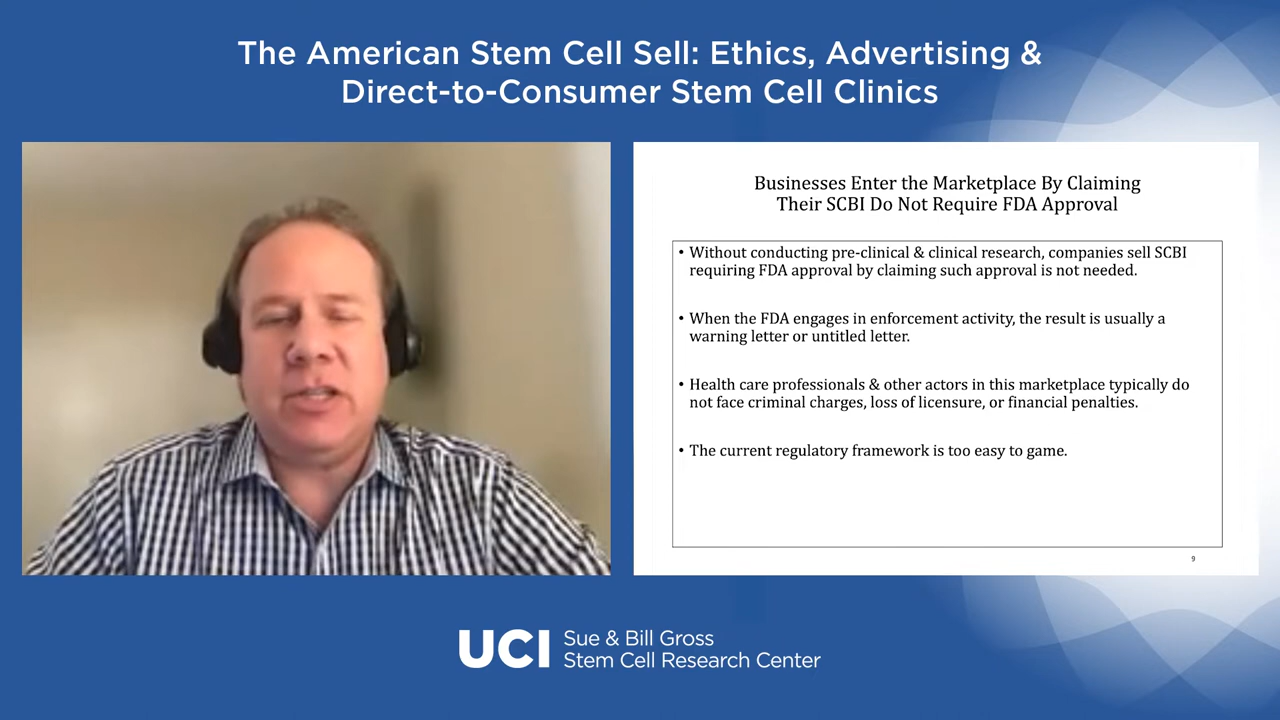 The American Stem Cell Sell: Ethics, Advertising &
Direct-to-Consumer Stem Cell Clinics
Businesses Enter the Marketplace By Claiming
Their SCBI Do Not Require FDA Approval
• Without conducting pre-clinical & clinical research, companies sell SCBI
requiring FDA approval by claiming such approval is not needed.
• When the FDA engages in enforcement activity, the result is usually a
warning letter or untitled letter.
• Health care professionals & other actors in this marketplace typically do
not face criminal charges, loss of licensure, or financial penalties.
• The current regulatory framework is too easy to game.
9
UCI Sue & Bill Gross
Stem Cell Research Center